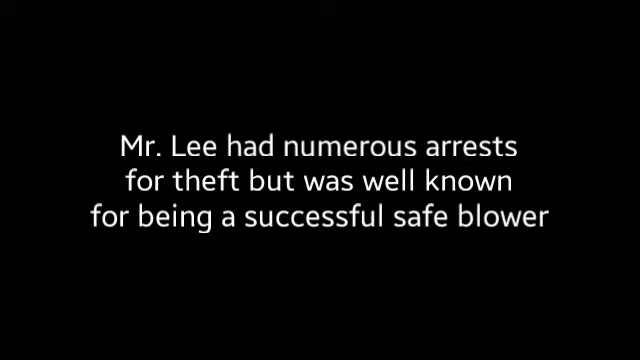 Mr. Lee had numerous arrests
for theft but was well known
for being a successful safe blower